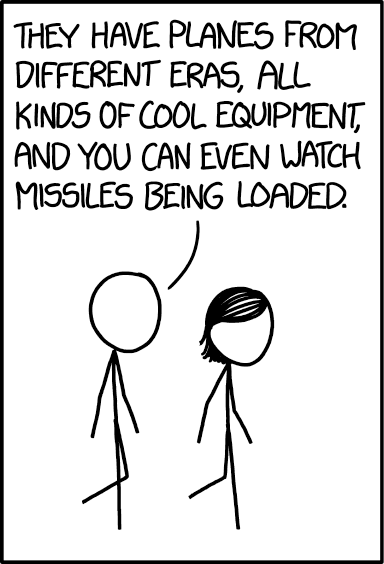 THEY HAVE PLANES FROM
DIFFERENT ERAS, ALL
KINDS OF COOL EQUIPMENT,
AND YOU CAN EVEN WATCH
MISSILES BEING LOADED.